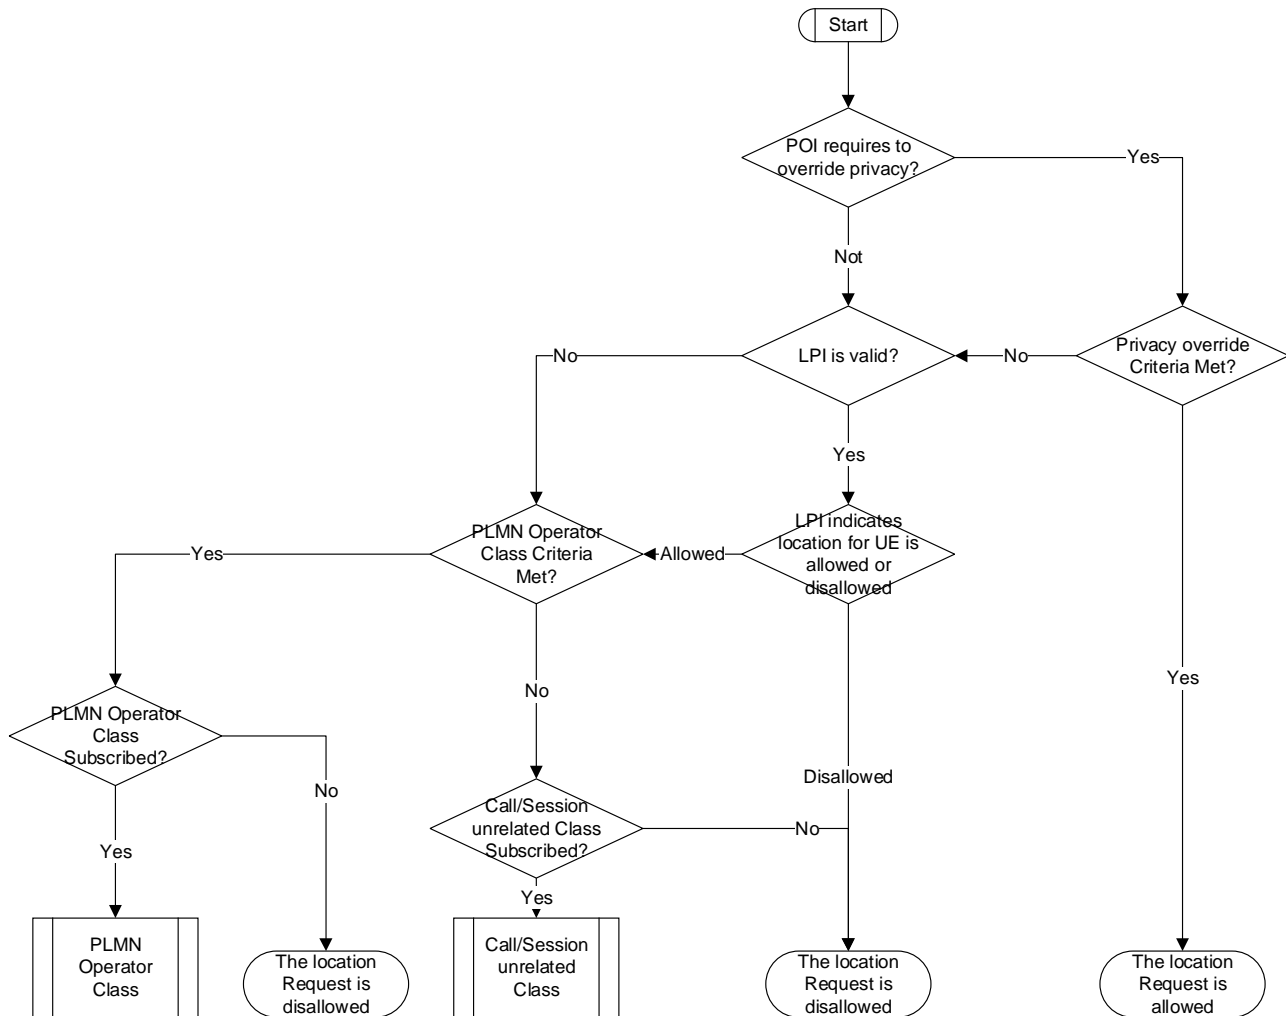 Start
POI requires to
override privacy?
Yes
Not
No
LPI is valid?
No
Privacy override
Criteria Met?
Yes
PLMN Operator
Class Criteria
Met?
Allowed
LPI indicates
location for UE is
allowed or
disallowed
Yes
No
Yes
PLMN Operator
Class
Subscribed?
No
Disallowed
Call/Session
unrelated Class
Subscribed?
No
Yes
Yes
PLMN
Operator
Class
The location
Request is
disallowed
Call/Session
unrelated
Class
The location
Request is
disallowed
The location
Request is
allowed